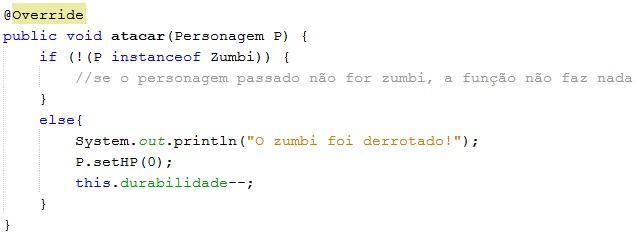 @Override
public void atacar(Personagem P) {
    if (!(P instanceof Zumbi)) {
        //se o personagem passado não for zumbi, a função não faz nada
    }
    else{
        System.out.println("O zumbi foi derrotado!");
        P.setHP(0);
        this.durabilidade--;
    }
}